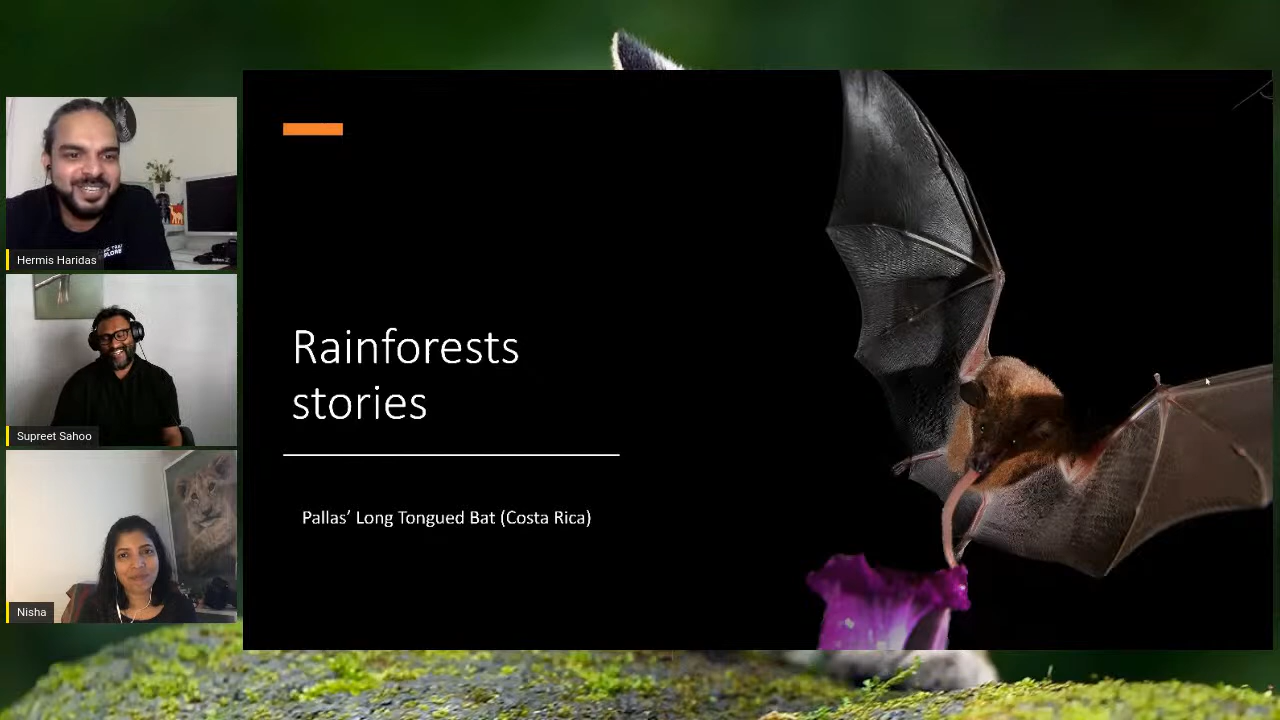 Hermis Haridas
Supreet Sahoo
Nisha
Rainforests
stories
Pallas’ Long Tongued Bat (Costa Rica)